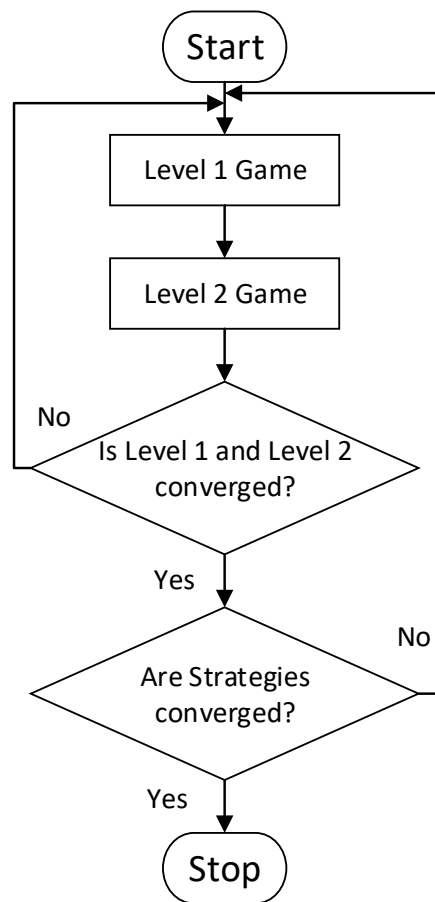 Start
Level 1 Game
Level 2 Game
No
Is Level 1 and Level 2
converged?
Yes
No
Are Strategies
converged?
Yes
Stop